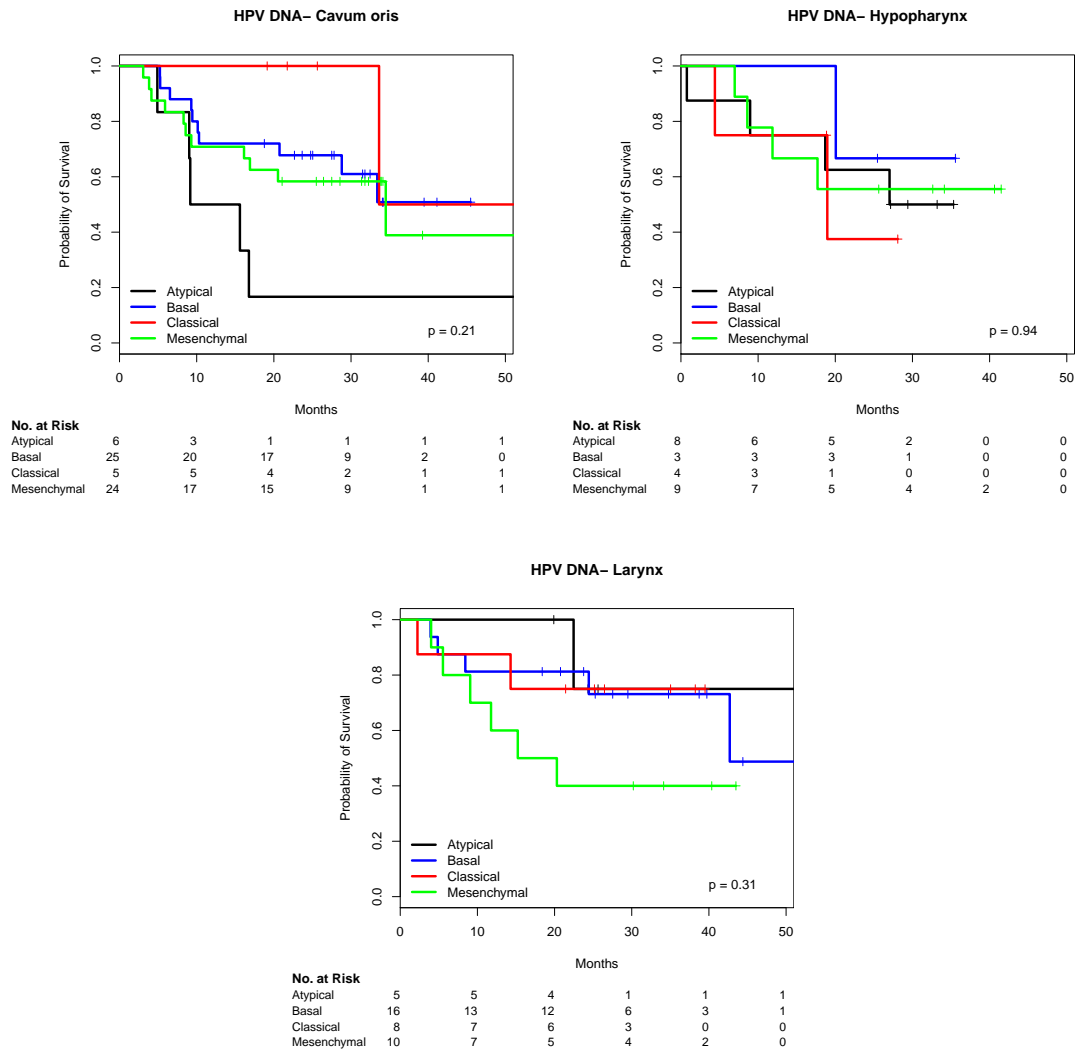 HPV DNA− Cavum oris
Probability of Survival
1.0
0.8
0.6
0.4
0.2
0.0
Atypical
Basal
Classical
Mesenchymal
p = 0.21
0 10 20 30 40 50
Months
No. at Risk
Atypical 6 3 1 1 1 1
Basal 25 20 17 9 2 0
Classical 5 5 4 2 1 1
Mesenchymal 24 17 15 9 1 1
HPV DNA− Hypopharynx
Probability of Survival
1.0
0.8
0.6
0.4
0.2
0.0
Atypical
Basal
Classical
Mesenchymal
p = 0.94
0 10 20 30 40 50
Months
No. at Risk
Atypical 8 6 5 2 0 0
Basal 3 3 3 1 0 0
Classical 4 3 1 0 0 0
Mesenchymal 9 7 5 4 2 0
HPV DNA− Larynx
Probability of Survival
1.0
0.8
0.6
0.4
0.2
0.0
Atypical
Basal
Classical
Mesenchymal
p = 0.31
0 10 20 30 40 50
Months
No. at Risk
Atypical 5 5 4 1 1 1
Basal 16 13 12 6 3 1
Classical 8 7 6 3 0 0
Mesenchymal 10 7 5 4 2 0